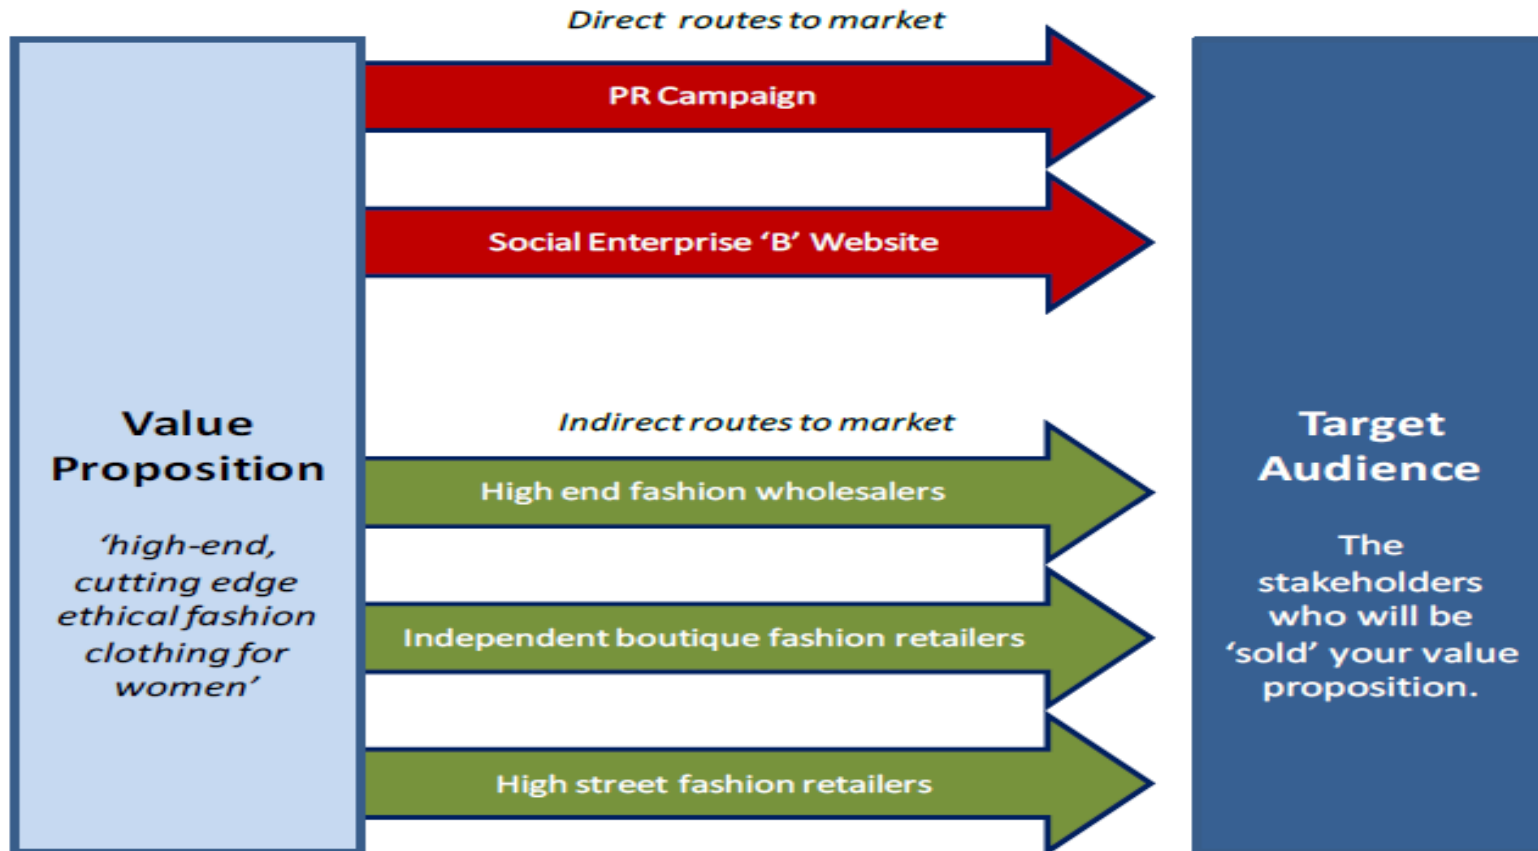 Direct routes to market
PR Campaign
Social Enterprise ‘B’ Website
Value
Proposition
‘high-end,
cutting edge
ethical fashion
clothing for
women’
Indirect routes to market
High end fashion wholesalers
Independent boutique fashion retailers
High street fashion retailers
Target
Audience
The
stakeholders
who will be
‘sold’ your value
proposition.